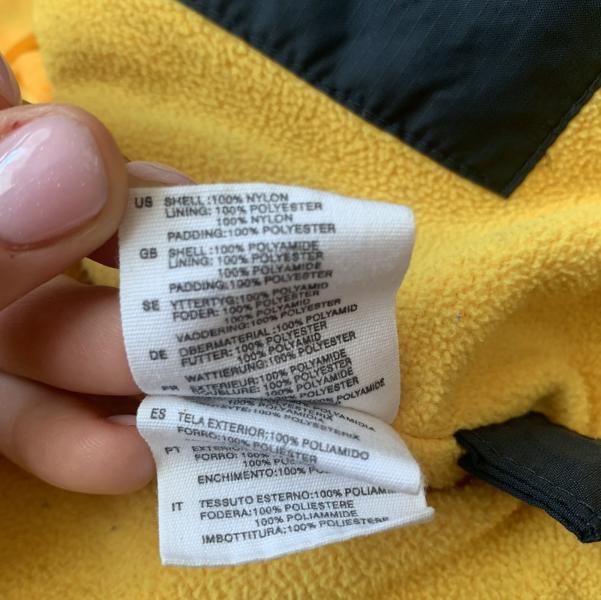 US SHELL:100% NYLON
LINING:100% POLYESTER
100% NYLON
PADDING:100% POLYESTER
GB SHELL:100% POLYAMIDE
LINING:100% POLYESTER
100% POLYAMIDE
PADDING:100% POLYESTER
SE YTTERTYG:100% POLYAMID
FODER:100% POLYESTER
100% POLYAMID
VADDERING:100% POLYESTER
DE OBERMATERIAL:100% POLYAMID
FUTTER:100% POLYESTER
100% POLYAMID
WATTIERUNG:100% POLYESTER
FR EXTERIEUR:100% POLYAMIDE
100% POLYESTER
100% POLYAMIDE
ES TELA EXTERIOR:100% POLIAMIDO
FORRO:100% POLIESTER
PT
FORRO:
100%
ENCHIMENTO:100%
IT TESSUTO ESTERNO:100%
FODERA:100% POLIESTERE
100% POLIAMMIDE
IMBOTTITURA:100% POLIESTERE